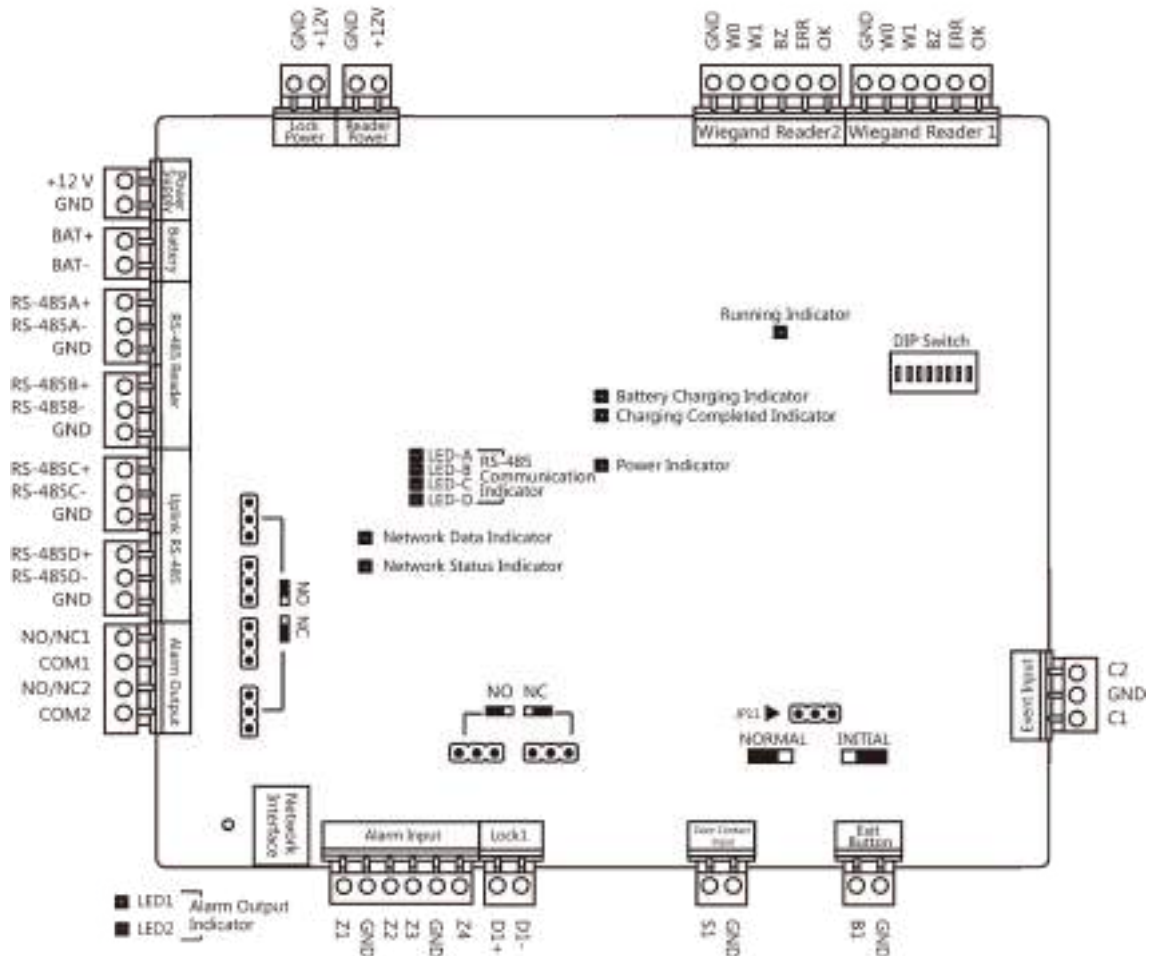 GND
+12V
GND
+12V
GND
W0
W1
BZ
ERR
OK
GND
W0
W1
BZ
ERR
OK
Lock
Power
Reader
Power
Wiegand Reader2
Wiegand Reader 1
+12 V
GND
Power
Supply
BAT+
BAT-
Battery
RS-485A+
RS-485A-
GND
RS-485B+
RS-485B-
GND
RS-485 Reader
RS-485C+
RS-485C-
GND
RS-485D+
RS-485D-
GND
Uplink RS-485
NO/NC1
COM1
NO/NC2
COM2
Alarm Output
Running Indicator
DIP Switch
Battery Charging Indicator
Charging Completed Indicator
Power Indicator
LED-A
LED-B
LED-C
LED-D
RS-485
Communication
Indicator
Network Data Indicator
Network Status Indicator
NO
NC
NO NC
JP11
NORMAL
INITIAL
Event Input
C2
GND
C1
Network
Interface
Alarm Input
Lock1
Door Contact
Input
Exit
Button
Z1
GND
Z2
Z3
GND
Z4
D1+
D1-
S1
GND
B1
GND
LED1
LED2
Alarm Output
Indicator